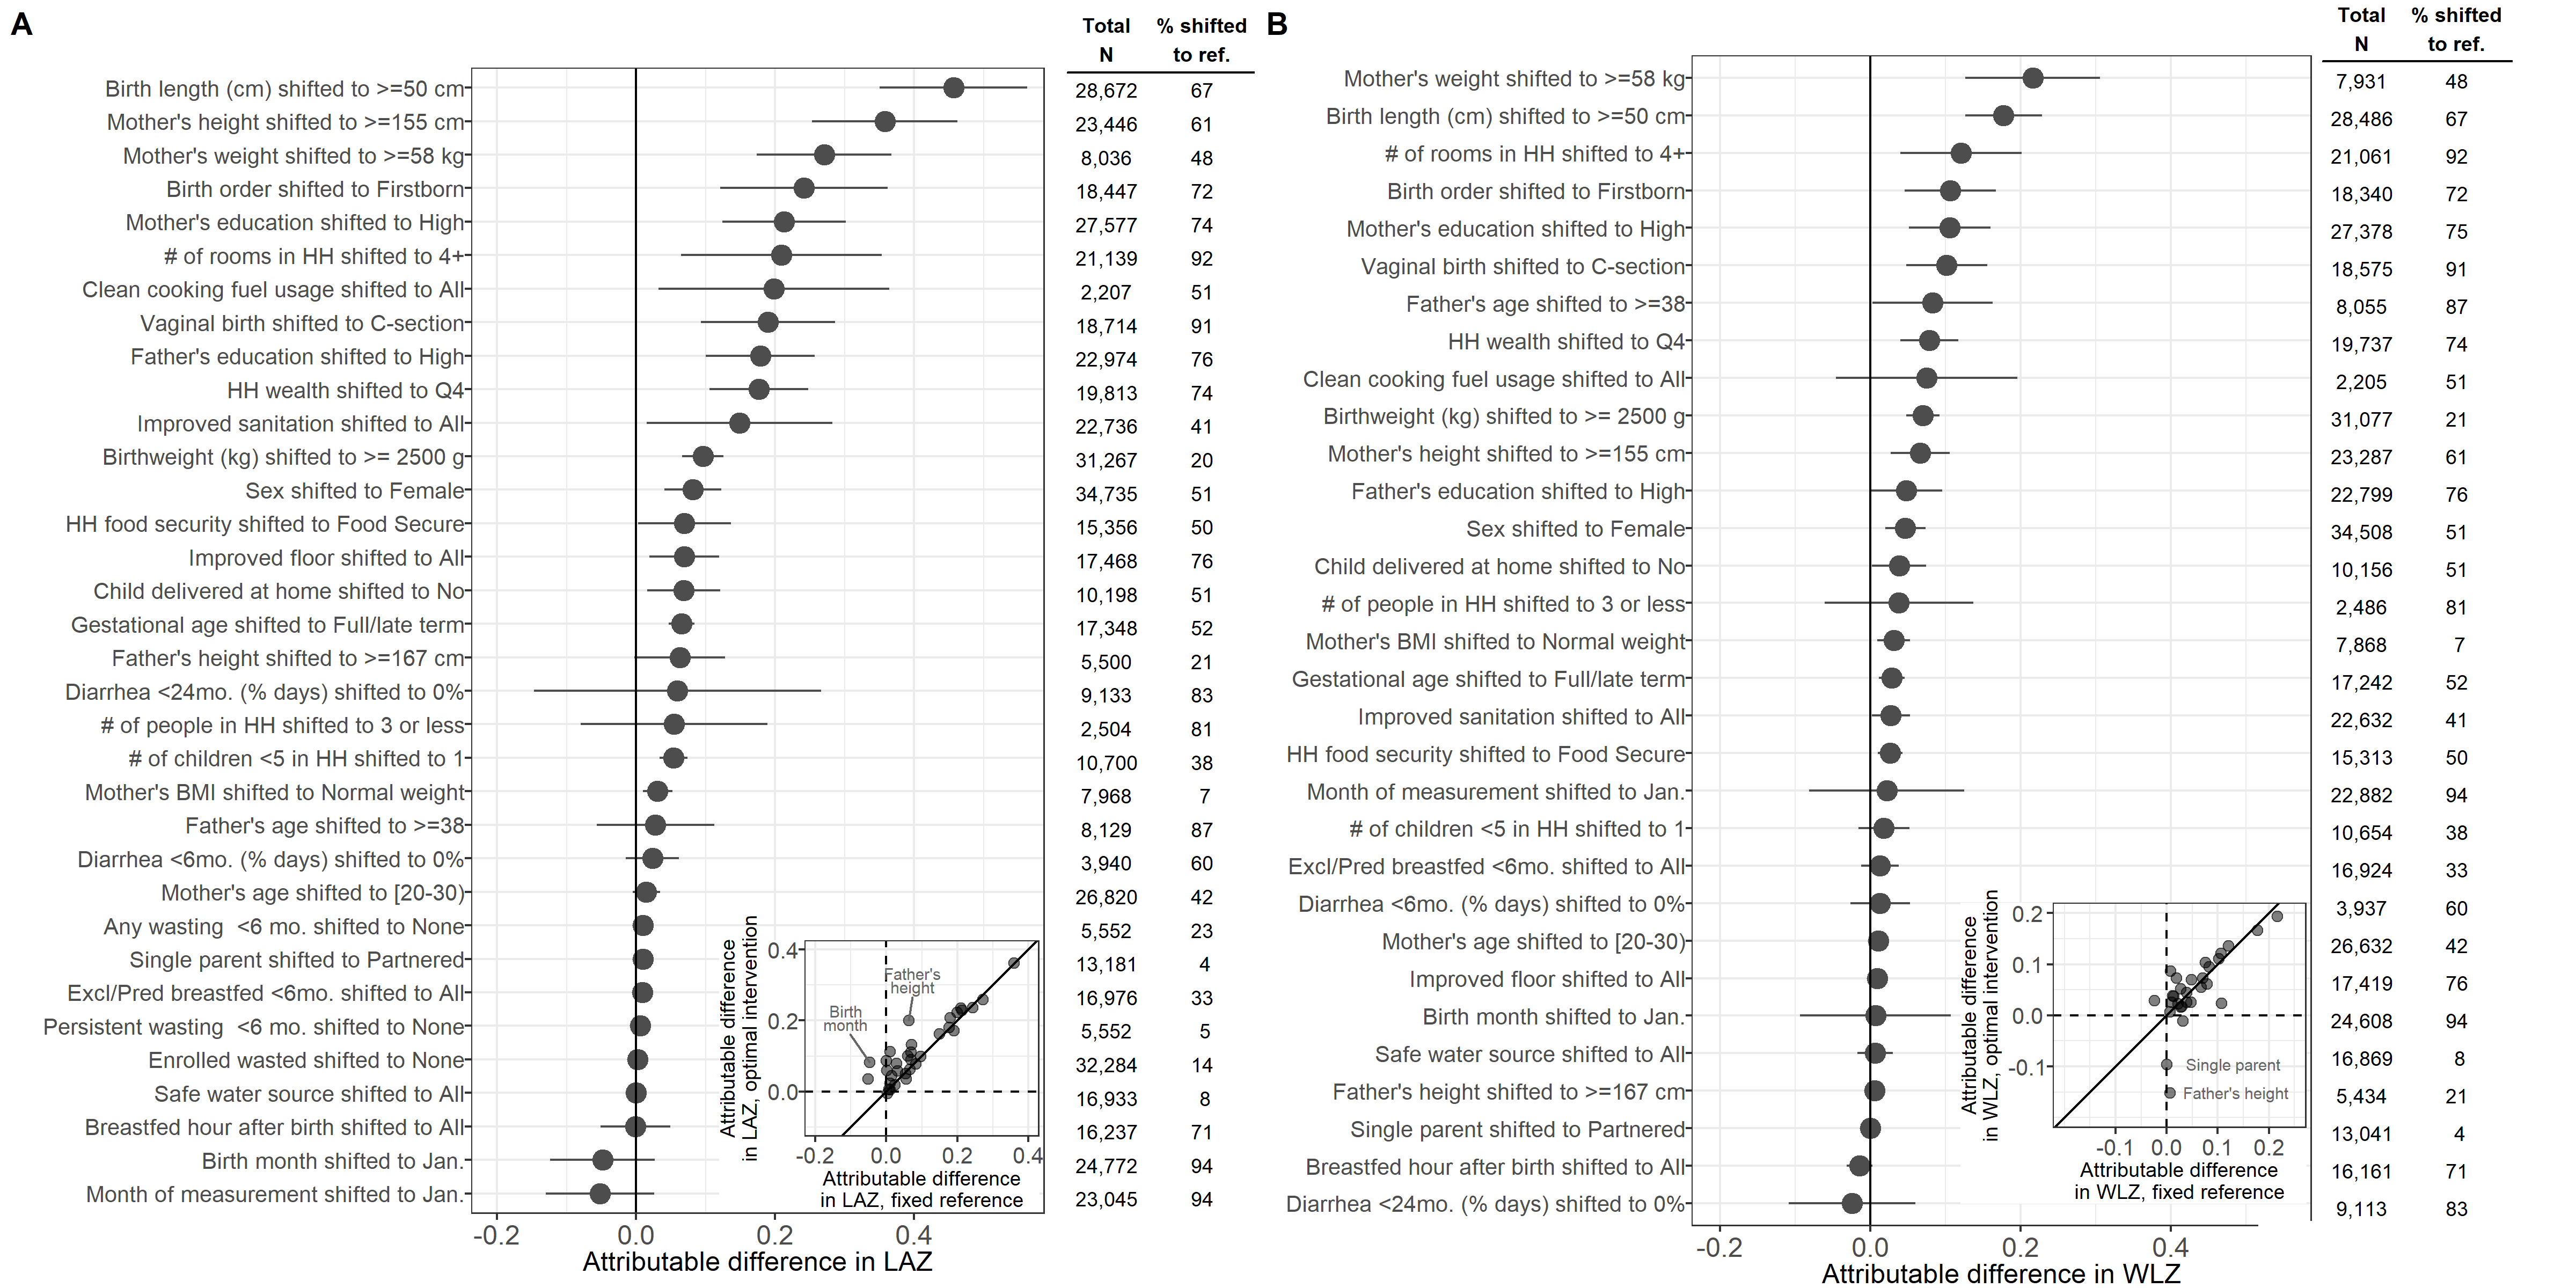 A
Total % shifted
N to ref.
Birth length (cm) shifted to >=50 cm 28,672 67
Mother's height shifted to >=155 cm 23,446 61
Mother's weight shifted to >=58 kg 8,036 48
Birth order shifted to Firstborn 18,447 72
Mother's education shifted to High 27,577 74
# of rooms in HH shifted to 4+ 21,139 92
Clean cooking fuel usage shifted to All 2,207 51
Vaginal birth shifted to C-section 18,714 91
Father's education shifted to High 22,974 76
HH wealth shifted to Q4 19,813 74
Improved sanitation shifted to All 22,736 41
Birthweight (kg) shifted to >= 2500 g 31,267 20
Sex shifted to Female 34,735 51
HH food security shifted to Food Secure 15,356 50
Improved floor shifted to All 17,468 76
Child delivered at home shifted to No 10,198 51
Gestational age shifted to Full/late term 17,348 52
Father's height shifted to >=167 cm 5,500 21
Diarrhea <24mo. (% days) shifted to 0% 9,133 83
# of people in HH shifted to 3 or less 2,504 81
# of children <5 in HH shifted to 1 10,700 38
Mother's BMI shifted to Normal weight 7,968 7
Father's age shifted to >=38 8,129 87
Diarrhea <6mo. (% days) shifted to 0% 3,940 60
Mother's age shifted to [20-30) 26,820 42
Any wasting <6 mo. shifted to None 5,552 23
Single parent shifted to Partnered 13,181 4
Excl/Pred breastfed <6mo. shifted to All 16,976 33
Persistent wasting <6 mo. shifted to None 5,552 5
Enrolled wasted shifted to None 32,284 14
Safe water source shifted to All 16,933 8
Breastfed hour after birth shifted to All 16,237 71
Birth month shifted to Jan. 24,772 94
Month of measurement shifted to Jan. 23,045 94
-0.2 0.0 0.2 0.4
Attributable difference in LAZ
Attributable difference
in LAZ, optimal intervention
0.4
0.2
0.0
Father's
height
Birth
month
-0.2 0.0 0.2 0.4
Attributable difference
in LAZ, fixed reference
B
Total % shifted
N to ref.
Mother's weight shifted to >=58 kg 7,931 48
Birth length (cm) shifted to >=50 cm 28,486 67
# of rooms in HH shifted to 4+ 21,061 92
Birth order shifted to Firstborn 18,340 72
Mother's education shifted to High 27,378 75
Vaginal birth shifted to C-section 18,575 91
Father's age shifted to >=38 8,055 87
HH wealth shifted to Q4 19,737 74
Clean cooking fuel usage shifted to All 2,205 51
Birthweight (kg) shifted to >= 2500 g 31,077 21
Mother's height shifted to >=155 cm 23,287 61
Father's education shifted to High 22,799 76
Sex shifted to Female 34,508 51
Child delivered at home shifted to No 10,156 51
# of people in HH shifted to 3 or less 2,486 81
Mother's BMI shifted to Normal weight 7,868 7
Gestational age shifted to Full/late term 17,242 52
Improved sanitation shifted to All 22,632 41
HH food security shifted to Food Secure 15,313 50
Month of measurement shifted to Jan. 22,882 94
# of children <5 in HH shifted to 1 10,654 38
Excl/Pred breastfed <6mo. shifted to All 16,924 33
Diarrhea <6mo. (% days) shifted to 0% 3,937 60
Mother's age shifted to [20-30) 26,632 42
Improved floor shifted to All 17,419 76
Birth month shifted to Jan. 24,608 94
Safe water source shifted to All 16,869 8
Father's height shifted to >=167 cm 5,434 21
Single parent shifted to Partnered 13,041 4
Breastfed hour after birth shifted to All 16,161 71
Diarrhea <24mo. (% days) shifted to 0% 9,113 83
-0.2 0.0 0.2 0.4
Attributable difference in WLZ
Attributable difference
in WLZ, optimal intervention
0.2
0.1
0.0
-0.1
Single parent
Father's height
-0.1 0.0 0.1 0.2
Attributable difference
in WLZ, fixed reference